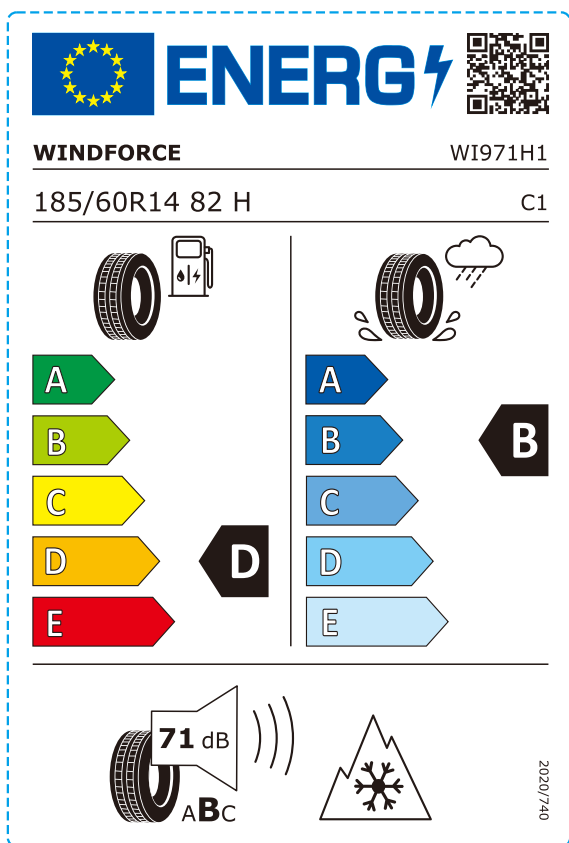 ENERG
WINDFORCE WI971H1
185/60R14 82 H C1
A A
B B B
C C
D D D
E E
71 dB
ABC
2020/740